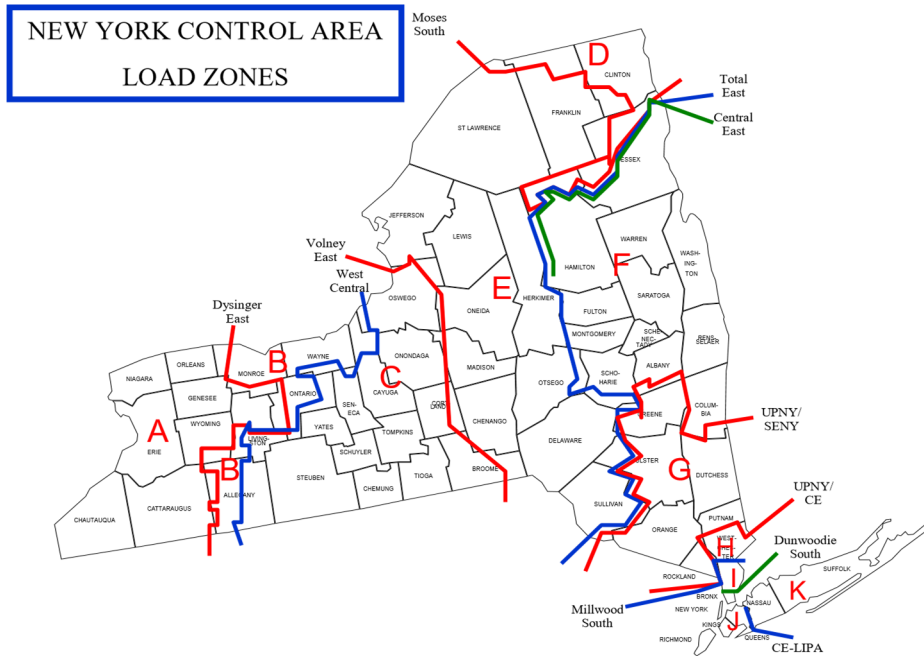 NEW YORK CONTROL AREA
LOAD ZONES
Moses
South
D
CLINTON
Total
East
Central
East
FRANKLIN
ST LAWRENCE
ESSEX
JEFFERSON
LEWIS
WARREN
WASH-
ING-
TON
Volney
East
HAMILTON
F
E
West
Central
OSWEGO
ONEIDA
HERKIMER
SARATOGA
FULTON
Dysinger
East
MONTGOMERY
SCHE-
NEC-
TADY
RENS-
SELAER
WAYNE
B
ORLEANS
MONROE
NIAGARA
ONONDAGA
MADISON
SCHO-
HARIE
ALBANY
C
GENESEE
ONTARIO
SEN-
ECA
CAYUGA
CORT
LAND
OTSEGO
GREENE
COLUM-
BIA
UPNY/
SENY
A
WYOMING
LIVING-
STON
YATES
TOMPKINS
CHENANGO
DELAWARE
ERIE
SCHUYLER
B
STEUBEN
TIOGA
BROOME
ULSTER
G
DUTCHESS
ALLEGANY
CHEMUNG
CATTARAUGUS
CHAUTAUQUA
SULLIVAN
UPNY/
CE
PUTNAM
ORANGE
WEST-
CHES-
TER
H
Dunwoodie
South
SUFFOLK
ROCKLAND
I
K
BRONX
NASSAU
Millwood
South
NEW YORK
KINGS
J
QUEENS
RICHMOND
CE-LIPA